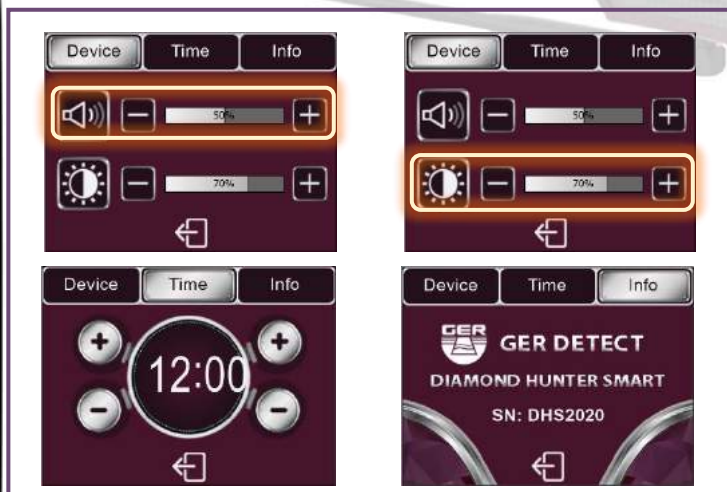 Device Time Info
50%
70%
Device Time Info
50%
70%
Device Time Info
12:00
Device Time Info
GER
GER DETECT
DIAMOND HUNTER SMART
SN: DHS2020